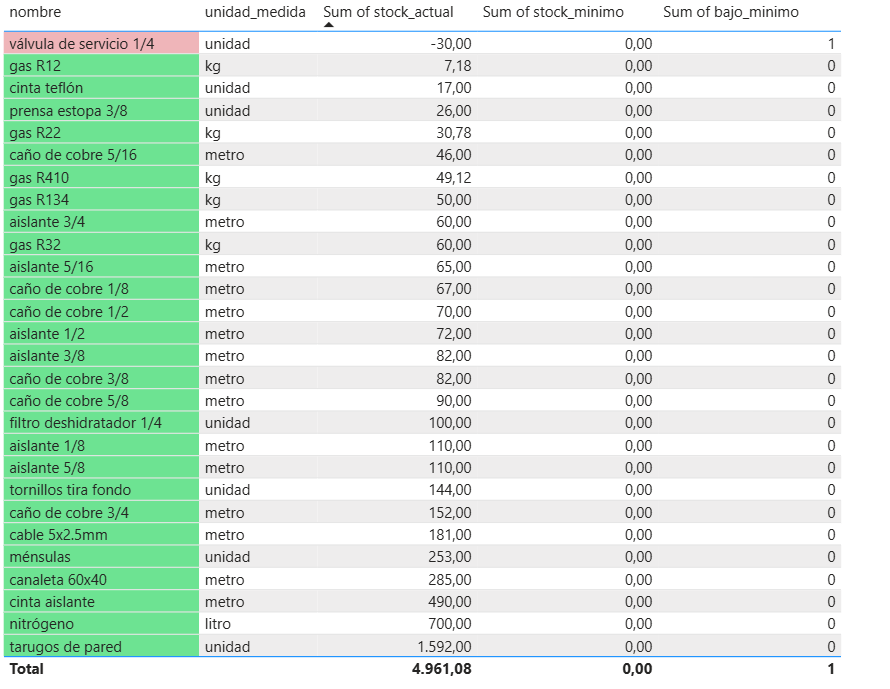 nombre unidad_medida Sum of stock_actual Sum of stock_minimo Sum of bajo_minimo
válvula de servicio 1/4 unidad -30,00 0,00 1
gas R12 kg 7,18 0,00 0
cinta teflón unidad 17,00 0,00 0
prensa estopa 3/8 unidad 26,00 0,00 0
gas R22 kg 30,78 0,00 0
caño de cobre 5/16 metro 46,00 0,00 0
gas R410 kg 49,12 0,00 0
gas R134 kg 50,00 0,00 0
aislante 3/4 metro 60,00 0,00 0
gas R32 kg 60,00 0,00 0
aislante 5/16 metro 65,00 0,00 0
caño de cobre 1/8 metro 67,00 0,00 0
caño de cobre 1/2 metro 70,00 0,00 0
aislante 1/2 metro 72,00 0,00 0
aislante 3/8 metro 82,00 0,00 0
caño de cobre 3/8 metro 82,00 0,00 0
caño de cobre 5/8 metro 90,00 0,00 0
filtro deshidratador 1/4 unidad 100,00 0,00 0
aislante 1/8 metro 110,00 0,00 0
aislante 5/8 metro 110,00 0,00 0
tornillos tira fondo unidad 144,00 0,00 0
caño de cobre 3/4 metro 152,00 0,00 0
cable 5x2.5mm metro 181,00 0,00 0
ménsulas unidad 253,00 0,00 0
canaleta 60x40 metro 285,00 0,00 0
cinta aislante metro 490,00 0,00 0
nitrógeno litro 700,00 0,00 0
tarugos de pared unidad 1.592,00 0,00 0
Total 4.961,08 0,00 1